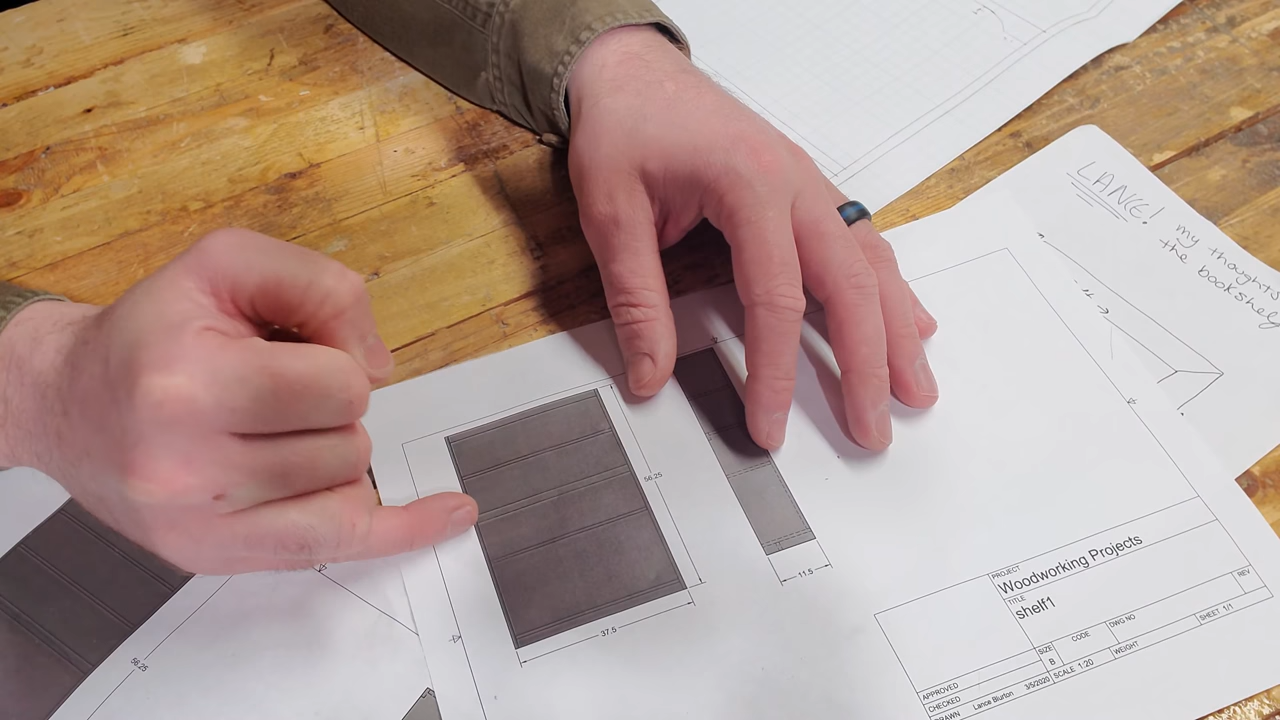 LANCE!
my thoughts
the bookshelf
56.25
37.5
11.5
56.25
PROJECT
Woodworking Projects
TITLE
shelf1
APPROVED
CHECKED
DRAWN Lance Blurton 3/5/2020
SIZE
B
CODE
DWG NO
REV
SCALE 1:20
WEIGHT
SHEET 1/1